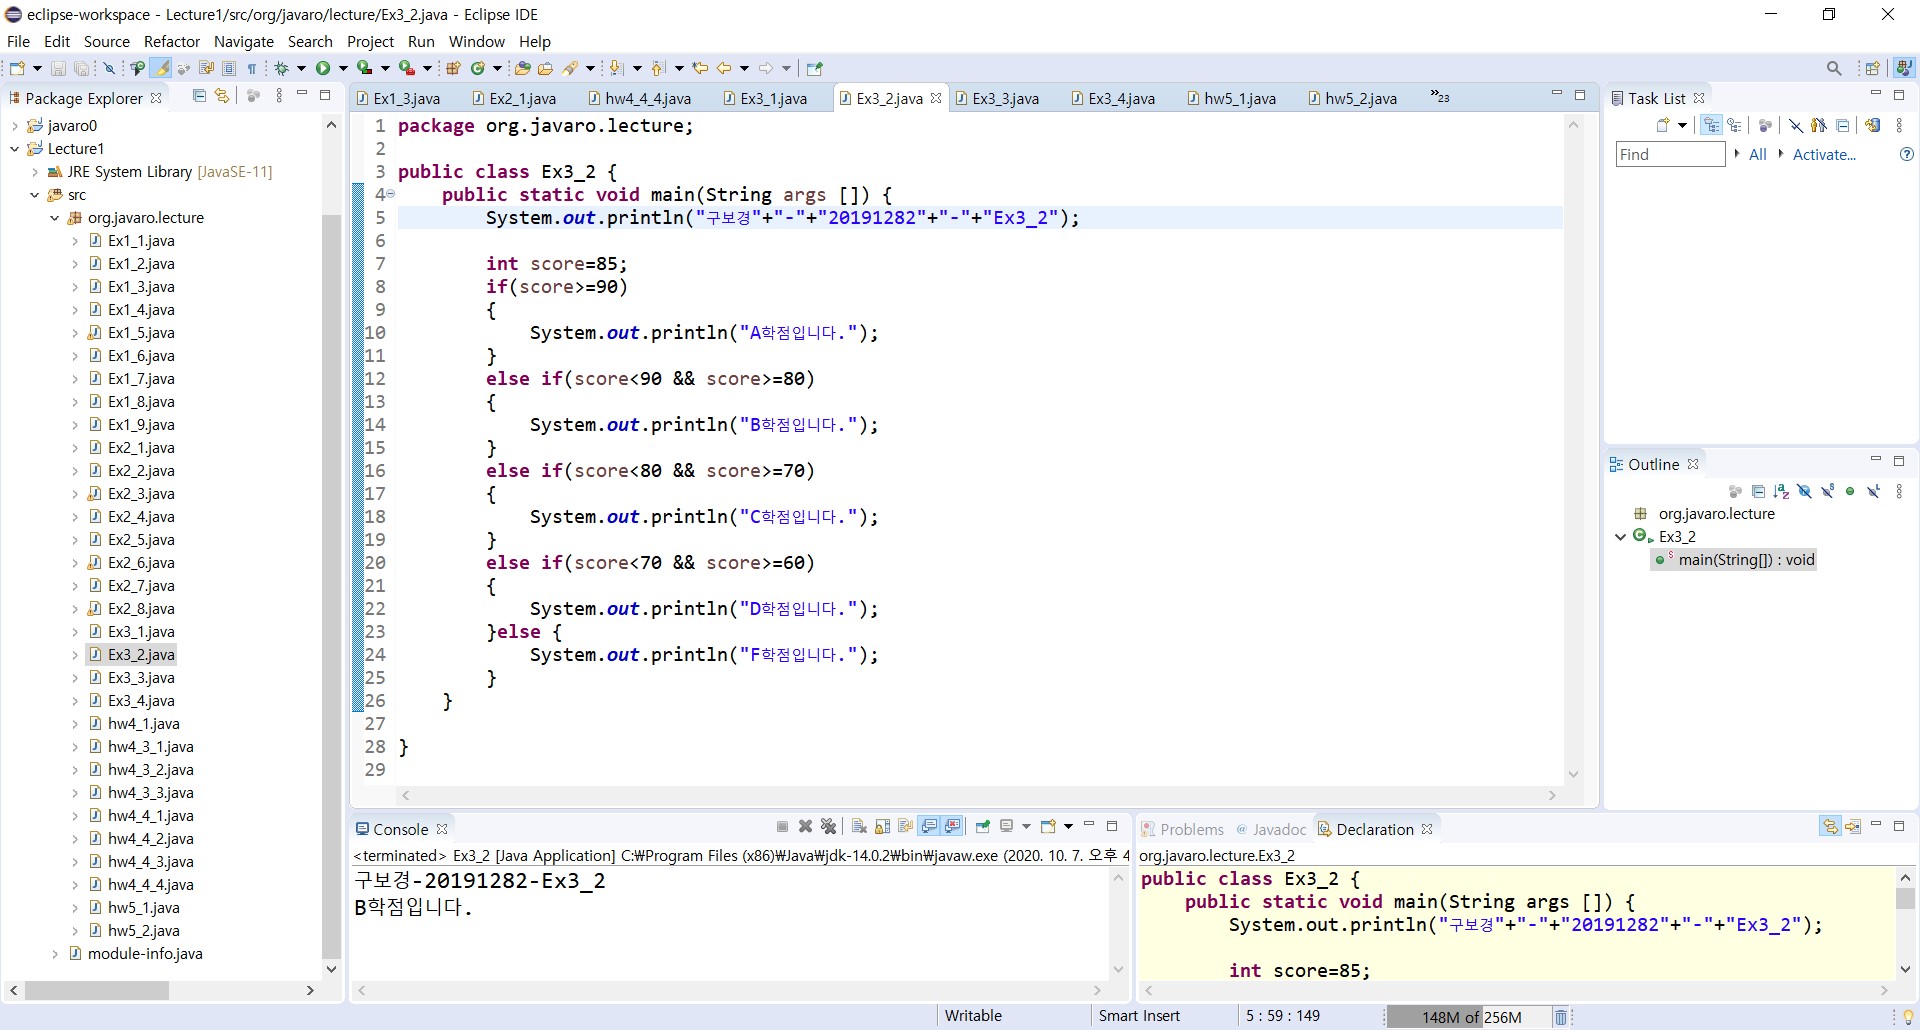 eclipse-workspace - Lecture1/src/org/javaro/lecture/Ex3_2.java - Eclipse IDE
File Edit Source Refactor Navigate Search Project Run Window Help
Package Explorer
javaro0
Lecture1
JRE System Library [JavaSE-11]
src
org.javaro.lecture
Ex1_1.java
Ex1_2.java
Ex1_3.java
Ex1_4.java
Ex1_5.java
Ex1_6.java
Ex1_7.java
Ex1_8.java
Ex1_9.java
Ex2_1.java
Ex2_2.java
Ex2_3.java
Ex2_4.java
Ex2_5.java
Ex2_6.java
Ex2_7.java
Ex2_8.java
Ex3_1.java
Ex3_2.java
Ex3_3.java
Ex3_4.java
hw4_1.java
hw4_3_1.java
hw4_3_2.java
hw4_3_3.java
hw4_4_1.java
hw4_4_2.java
hw4_4_3.java
hw4_4_4.java
hw5_1.java
hw5_2.java
module-info.java
Ex1_3.java Ex2_1.java hw4_4_4.java Ex3_1.java Ex3_2.java Ex3_3.java Ex3_4.java hw5_1.java hw5_2.java »23
1 package org.javaro.lecture;
2
3 public class Ex3_2 {
4 public static void main(String args []) {
5 System.out.println("구보경"+"-"+"20191282"+"-"+"Ex3_2");
6
7 int score=85;
8 if(score>=90)
9 {
10 System.out.println("A학점입니다.");
11 }
12 else if(score<90 && score>=80)
13 {
14 System.out.println("B학점입니다.");
15 }
16 else if(score<80 && score>=70)
17 {
18 System.out.println("C학점입니다.");
19 }
20 else if(score<70 && score>=60)
21 {
22 System.out.println("D학점입니다.");
23 }else {
24 System.out.println("F학점입니다.");
25 }
26 }
27
28 }
29
Task List
Find All Activate...
Outline
org.javaro.lecture
Ex3_2
main(String[]) : void
Console
<terminated> Ex3_2 [Java Application] C:₩Program Files (x86)₩Java₩jdk-14.0.2₩bin₩javaw.exe (2020. 10. 7. 오후 4
구보경-20191282-Ex3_2
B학점입니다.
Problems @ Javadoc Declaration
org.javaro.lecture.Ex3_2
public class Ex3_2 {
public static void main(String args []) {
System.out.println("구보경"+"-"+"20191282"+"-"+"Ex3_2");
int score=85;
Writable Smart Insert 5 : 59 : 149 148M of 256M